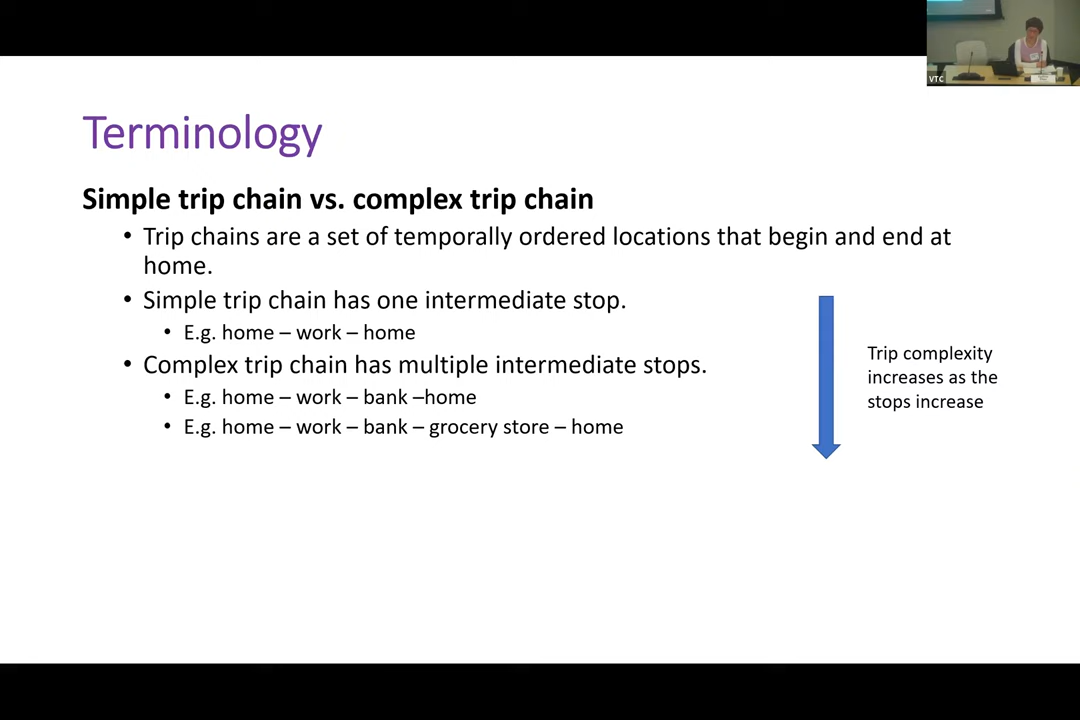 VTC
Terminology
Simple trip chain vs. complex trip chain
• Trip chains are a set of temporally ordered locations that begin and end at
home.
• Simple trip chain has one intermediate stop.
• E.g. home – work – home
• Complex trip chain has multiple intermediate stops.
• E.g. home – work – bank –home
• E.g. home – work – bank – grocery store – home
Trip complexity
increases as the
stops increase